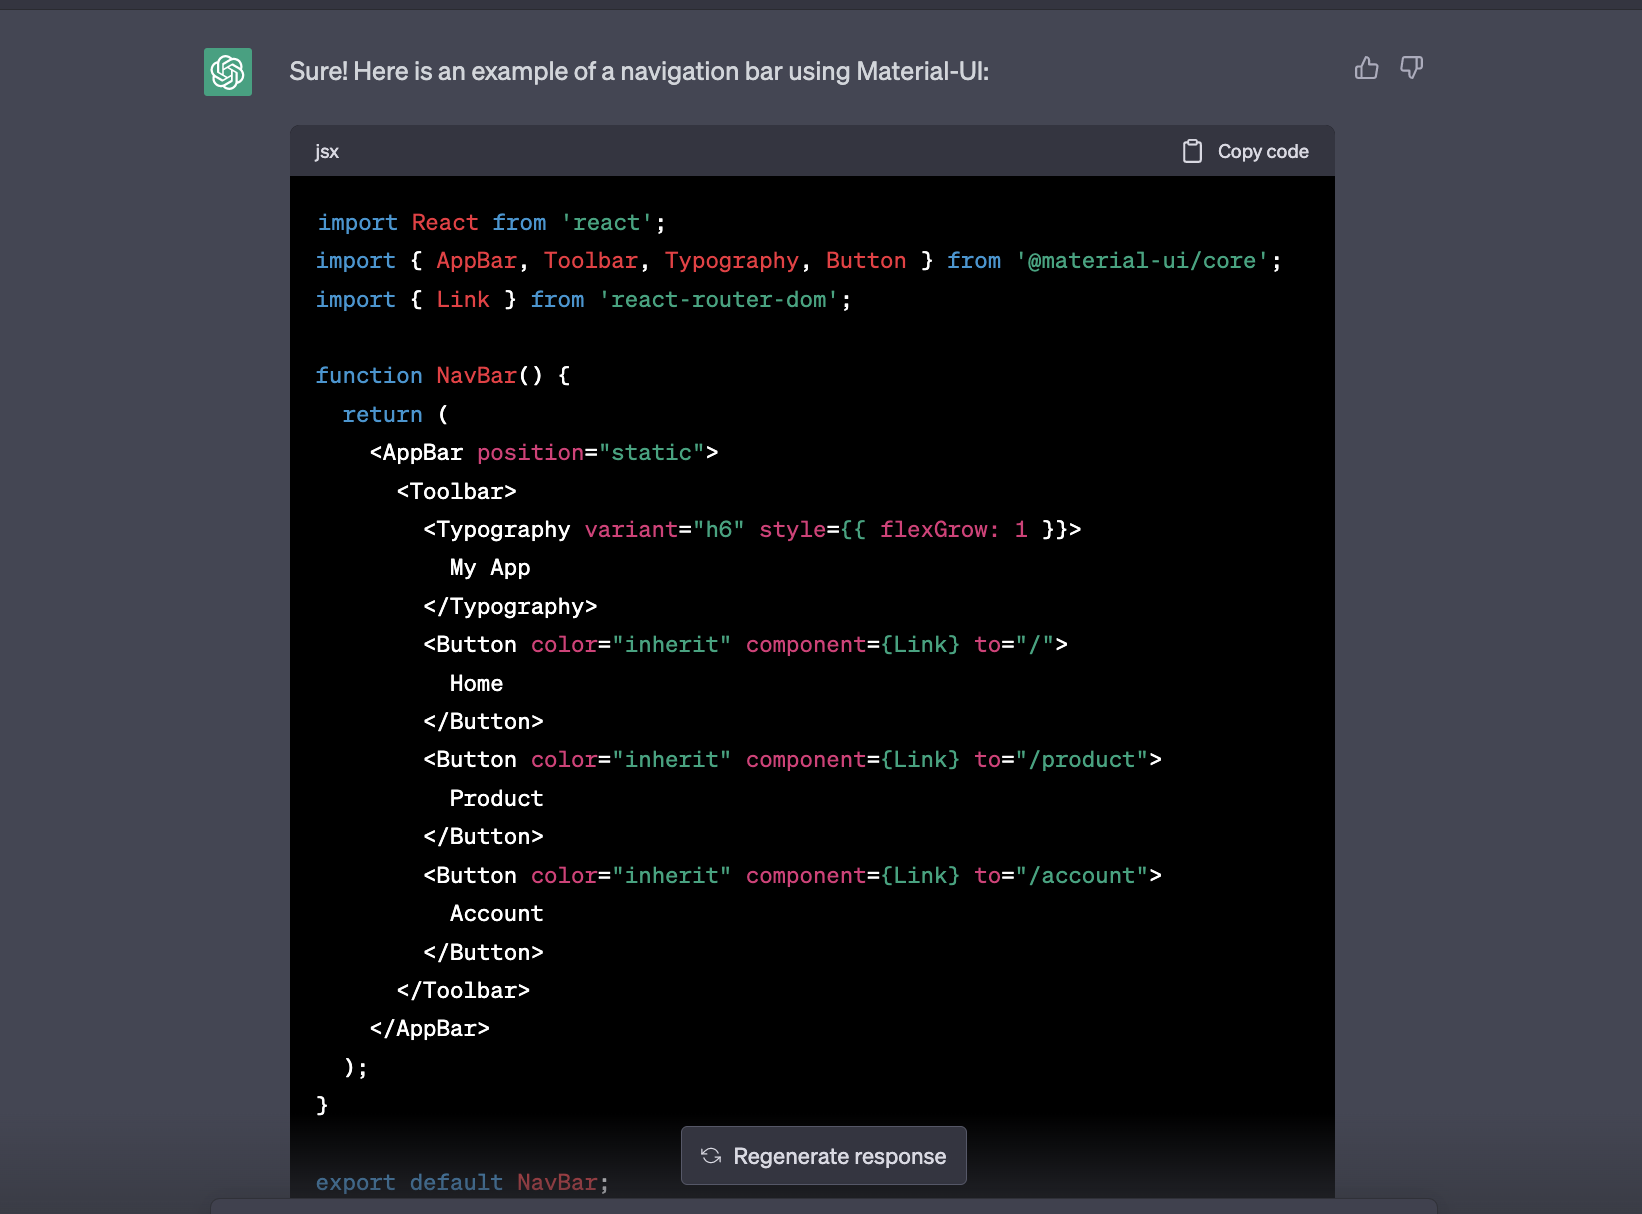 Sure! Here is an example of a navigation bar using Material-UI:
jsx
Copy code
import React from 'react';
import { AppBar, Toolbar, Typography, Button } from '@material-ui/core';
import { Link } from 'react-router-dom';
function NavBar() {
  return (
    <AppBar position="static">
      <Toolbar>
        <Typography variant="h6" style={{ flexGrow: 1 }}>
          My App
        </Typography>
        <Button color="inherit" component={Link} to="/">
          Home
        </Button>
        <Button color="inherit" component={Link} to="/product">
          Product
        </Button>
        <Button color="inherit" component={Link} to="/account">
          Account
        </Button>
      </Toolbar>
    </AppBar>
  );
}
Regenerate response
export default NavBar;